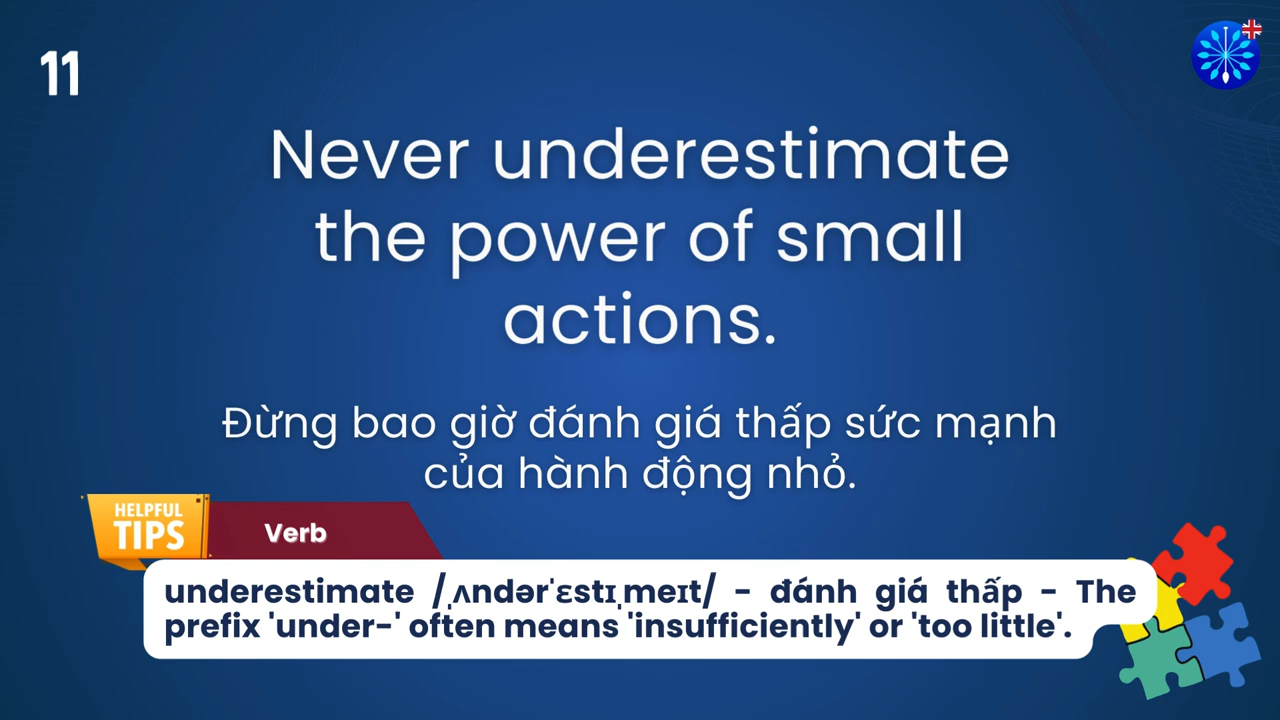 11
Never underestimate
the power of small
actions.
Đừng bao giờ đánh giá thấp sức mạnh
của hành động nhỏ.
HELPFUL
TIPS
Verb
underestimate /ˌʌndərˈɛstɪˌmeɪt/ - đánh giá thấp - The
prefix 'under-' often means 'insufficiently' or 'too little'.